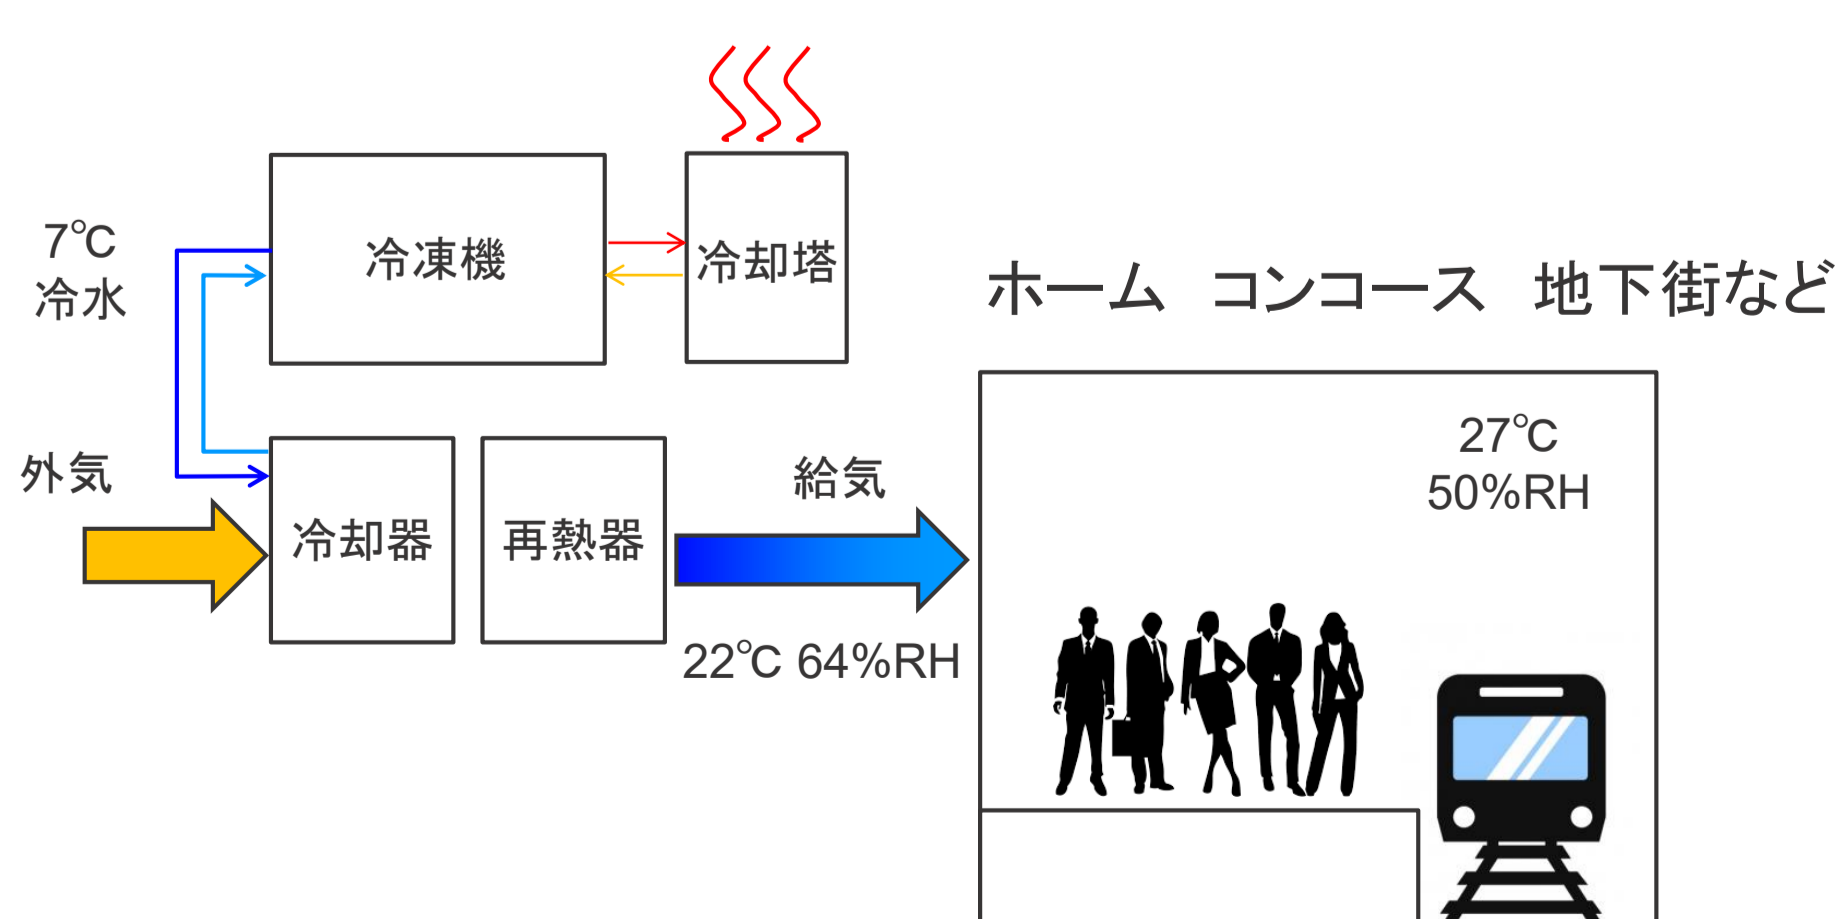 7℃
冷水
冷凍機
冷却塔
ホーム　コンコース　地下街など
外気
冷却器
再熱器
給気
22℃ 64%RH
27℃
50%RH